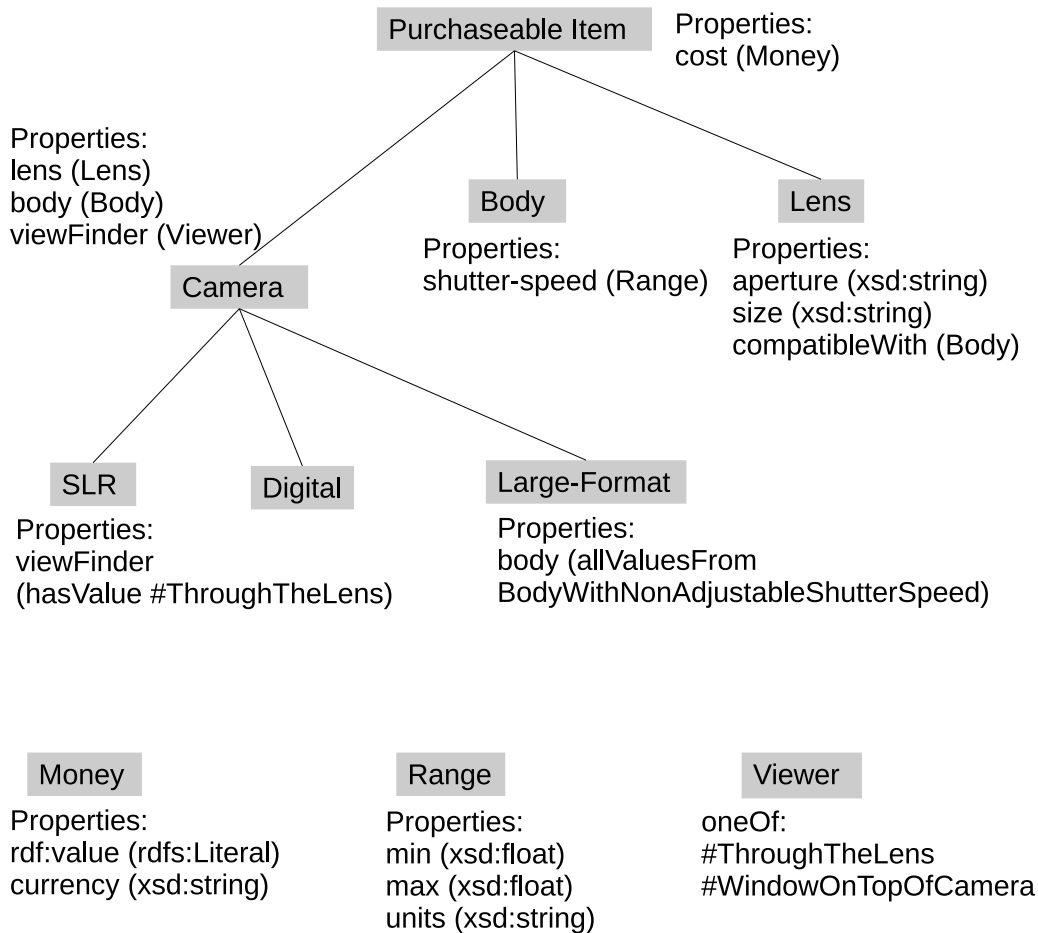 Purchaseable Item
Properties:
cost (Money)
Properties:
lens (Lens)
body (Body)
viewFinder (Viewer)
Body
Properties:
shutter-speed (Range)
Lens
Properties:
aperture (xsd:string)
size (xsd:string)
compatibleWith (Body)
Camera
SLR
Properties:
viewFinder
(hasValue #ThroughTheLens)
Digital
Large-Format
Properties:
body (allValuesFrom
BodyWithNonAdjustableShutterSpeed)
Money
Properties:
rdf:value (rdfs:Literal)
currency (xsd:string)
Range
Properties:
min (xsd:float)
max (xsd:float)
units (xsd:string)
Viewer
oneOf:
#ThroughTheLens
#WindowOnTopOfCamera